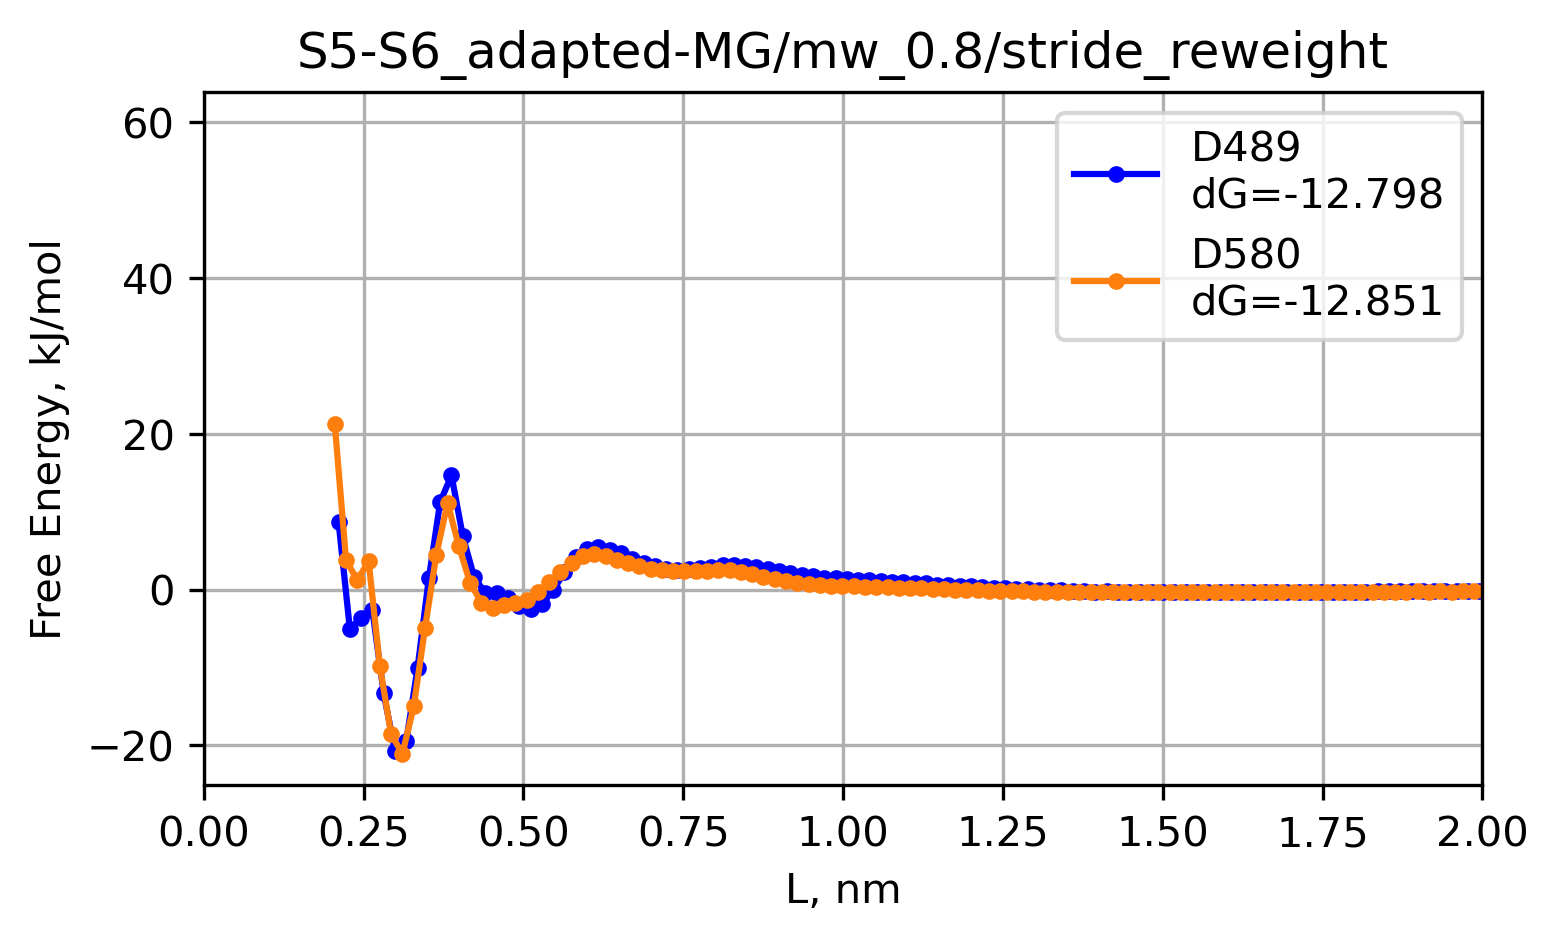 S5-S6_adapted-MG/mw_0.8/stride_reweight
60
40
20
0
−20
Free Energy, kJ/mol
D489
dG=-12.798
D580
dG=-12.851
0.00 0.25 0.50 0.75 1.00 1.25 1.50 1.75 2.00
L, nm